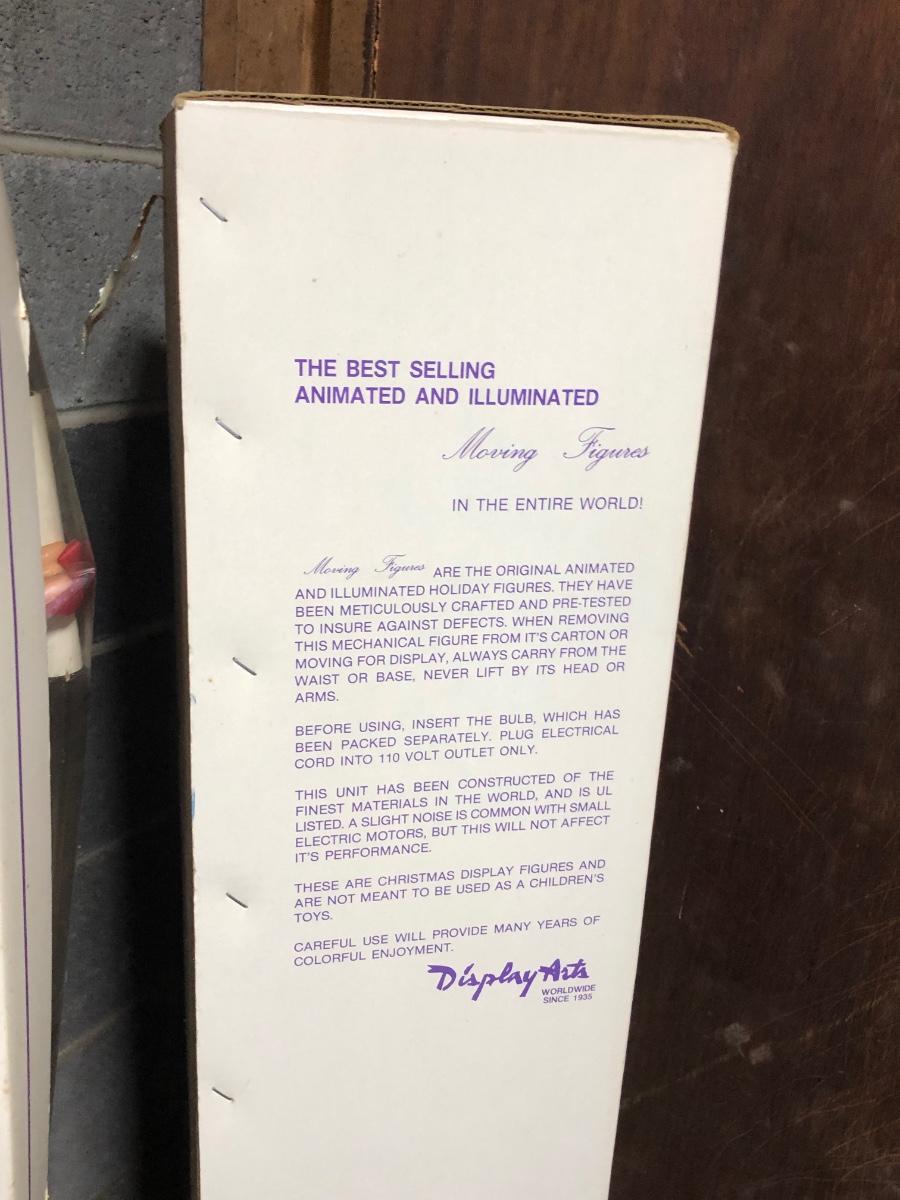 THE BEST SELLING
ANIMATED AND ILLUMINATED
Moving Figures
IN THE ENTIRE WORLD!
Moving Figures ARE THE ORIGINAL ANIMATED
AND ILLUMINATED HOLIDAY FIGURES. THEY HAVE
BEEN METICULOUSLY CRAFTED AND PRE-TESTED
TO INSURE AGAINST DEFECTS. WHEN REMOVING
THIS MECHANICAL FIGURE FROM IT'S CARTON OR
MOVING FOR DISPLAY, ALWAYS CARRY FROM THE
WAIST OR BASE, NEVER LIFT BY ITS HEAD OR
ARMS.
BEFORE USING, INSERT THE BULB, WHICH HAS
BEEN PACKED SEPARATELY. PLUG ELECTRICAL
CORD INTO 110 VOLT OUTLET ONLY.
THIS UNIT HAS BEEN CONSTRUCTED OF THE
FINEST MATERIALS IN THE WORLD, AND IS UL
LISTED. A SLIGHT NOISE IS COMMON WITH SMALL
ELECTRIC MOTORS, BUT THIS WILL NOT AFFECT
IT'S PERFORMANCE.
THESE ARE CHRISTMAS DISPLAY FIGURES AND
ARE NOT MEANT TO BE USED AS A CHILDREN'S
TOYS.
CAREFUL USE WILL PROVIDE MANY YEARS OF
COLORFUL ENJOYMENT.
Display Arts
WORLDWIDE
SINCE 1935